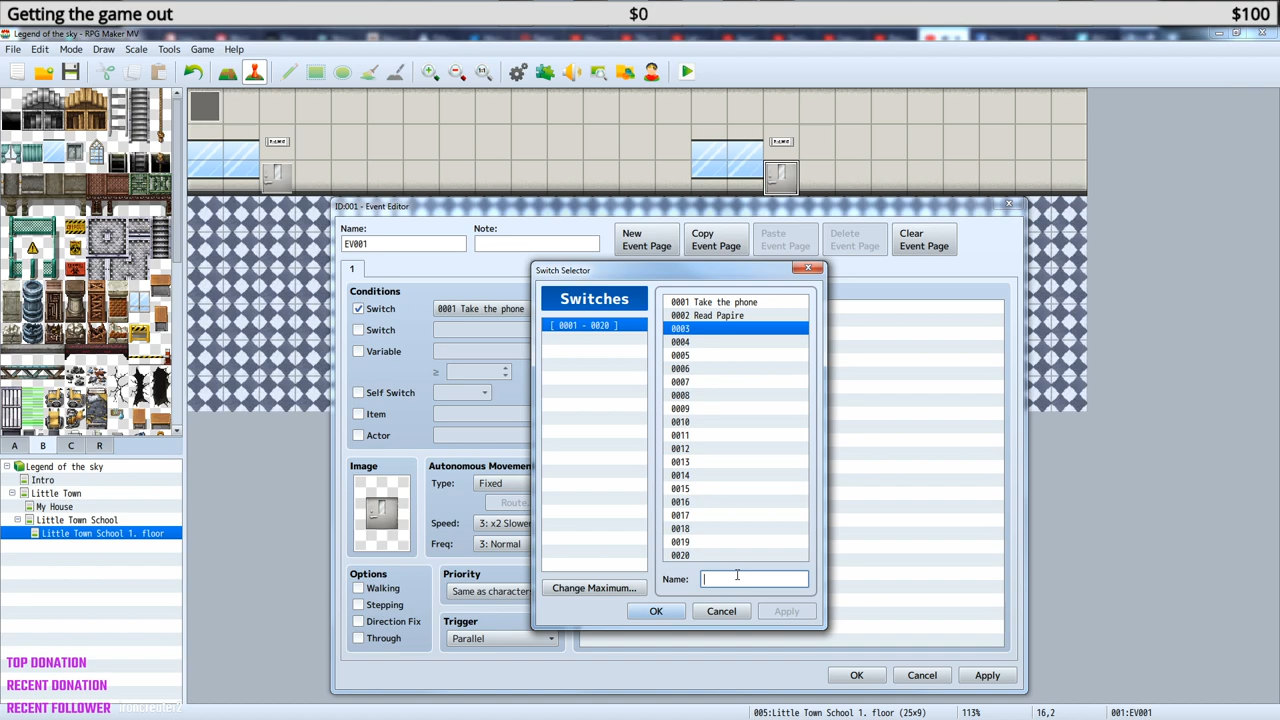 Getting the game out $0 $100
Legend of the sky - RPG Maker MV
File Edit Mode Draw Scale Tools Game Help
ID:001 - Event Editor
Name: Note:
EV001
New Event Page
Copy Event Page
Paste Event Page
Delete Event Page
Clear Event Page
1
Conditions
Switch 0001 Take the phone
Switch
Variable
≥
Self Switch
Item
Actor
Image
Autonomous Movemen
Type: Fixed
Route..
Speed: 3: x2 Slower
Freq: 3: Normal
Options
Walking
Stepping
Direction Fix
Through
Priority
Same as character
Trigger
Parallel
OK Cancel Apply
Switch Selector
Switches
[ 0001 - 0020 ]
Change Maximum...
0001 Take the phone
0002 Read Papire
0003
0004
0005
0006
0007
0008
0009
0010
0011
0012
0013
0014
0015
0016
0017
0018
0019
0020
Name:
OK Cancel Apply
A B C R
Legend of the sky
Intro
Little Town
My House
Little Town School
Little Town School 1. floor
TOP DONATION
RECENT DONATION
RECENT FOLLOWER
005:Little Town School 1. floor (25x9) 113% 16,2 001:EV001